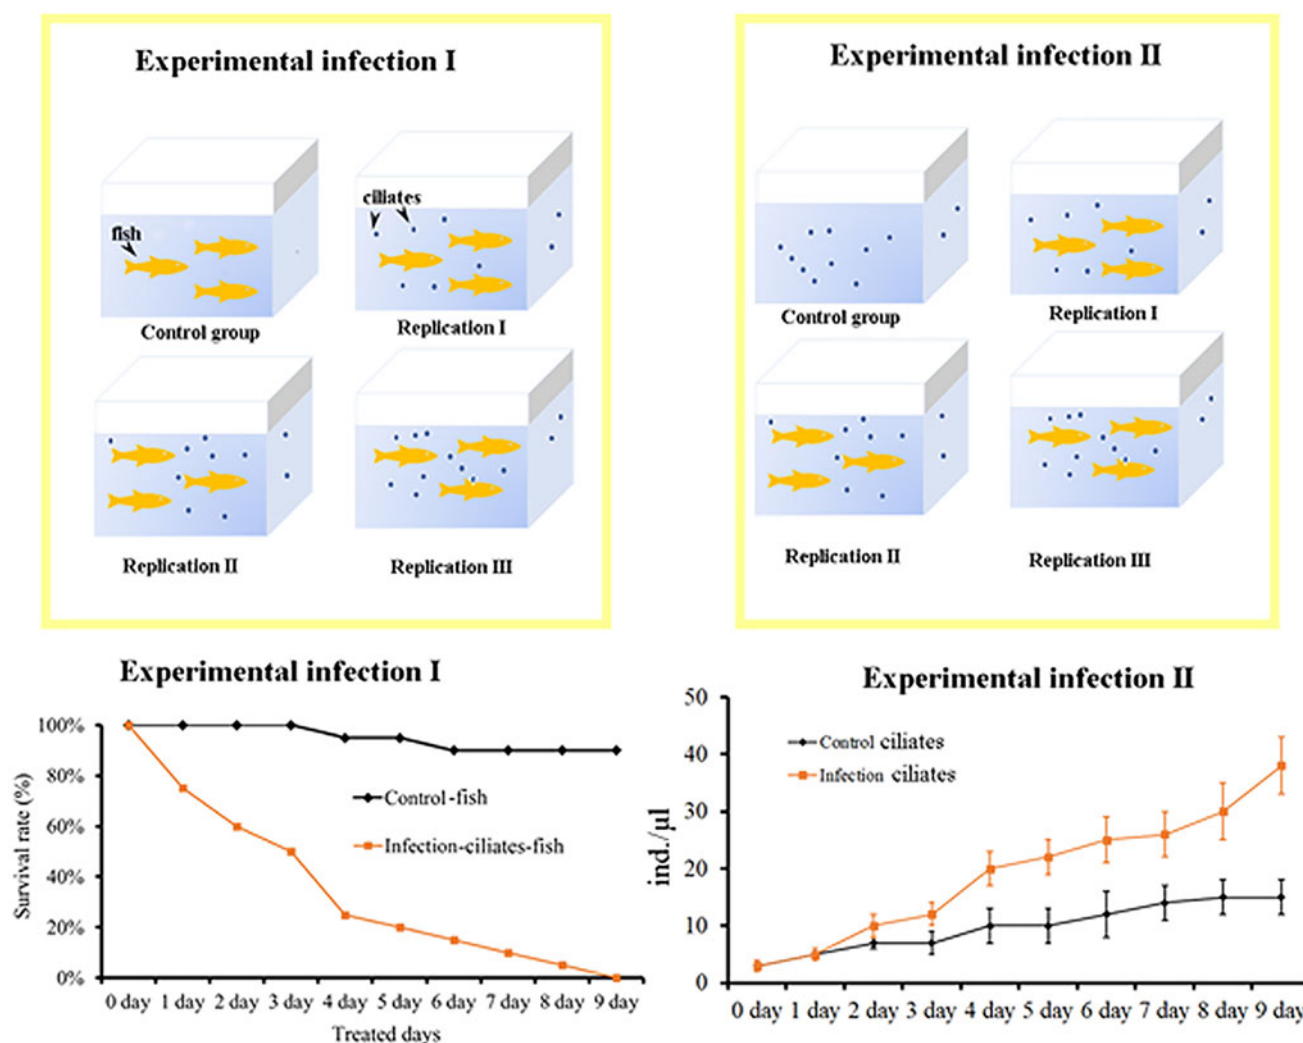 Experimental infection I
fish
Control group
ciliates
Replication I
Replication II
Replication III
Experimental infection II
Control group
Replication I
Replication II
Replication III
Experimental infection I
Survival rate (%)
100%
80%
60%
40%
20%
0%
Control-fish
Infection-ciliates-fish
0 day 1 day 2 day 3 day 4 day 5 day 6 day 7 day 8 day 9 day
Treated days
Experimental infection II
ind./µl
50
40
30
20
10
0
Control ciliates
Infection ciliates
0 day 1 day 2 day 3 day 4 day 5 day 6 day 7 day 8 day 9 day